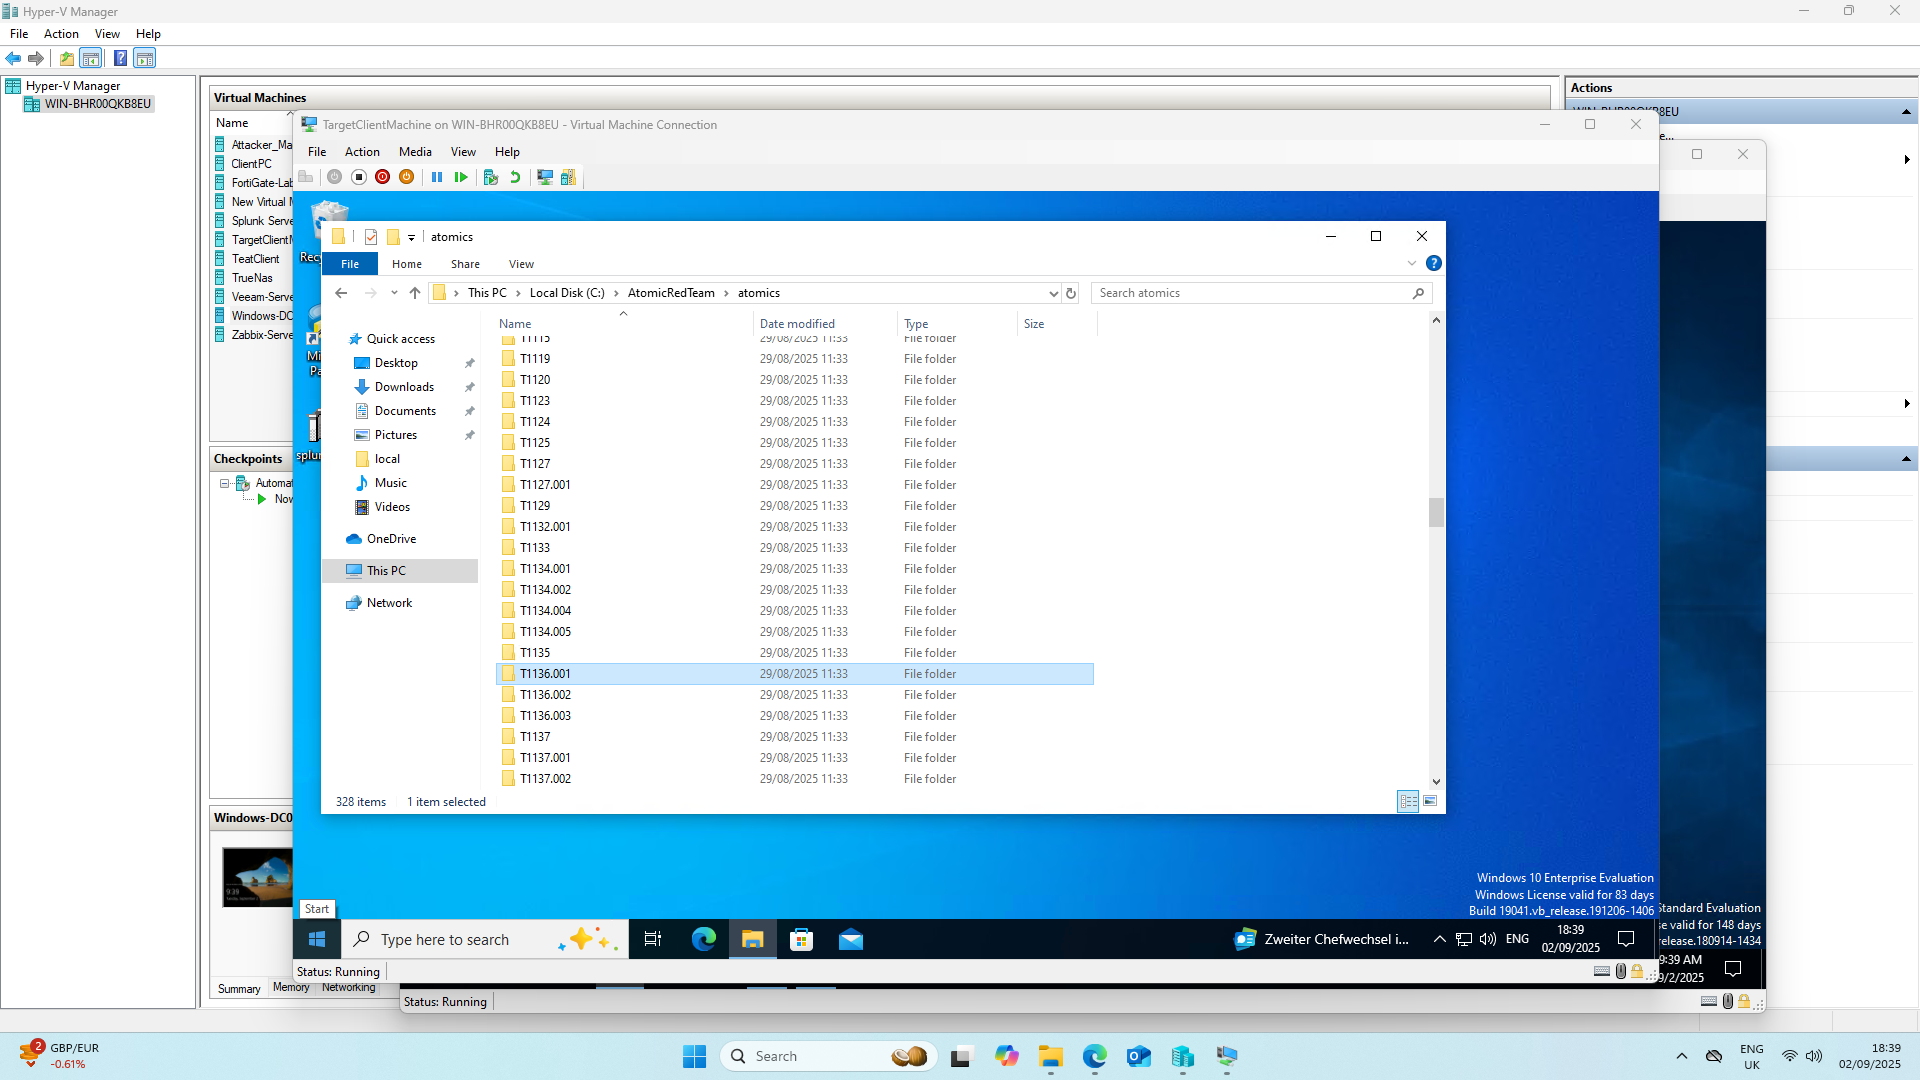 Hyper-V Manager
File Action View Help
Hyper-V Manager
WIN-BHR00QKB8EU
Virtual Machines
Name
Attacker_Ma
ClientPC
FortiGate-Lab
New Virtual M
Splunk Serve
TargetClientM
TeatClient
TrueNas
Veeam-Serve
Windows-DC
Zabbix-Serve
Checkpoints
Automat
Now
Windows-DC0
Summary Memory Networking
Actions
WIN-BHR00QKB8EU
TargetClientMachine on WIN-BHR00QKB8EU - Virtual Machine Connection
File Action Media View Help
atomics
File Home Share View
This PC Local Disk (C:) AtomicRedTeam atomics
Search atomics
Quick access
Desktop
Downloads
Documents
Pictures
local
Music
Videos
OneDrive
This PC
Network
Name Date modified Type Size
T1115 29/08/2025 11:33 File folder
T1119 29/08/2025 11:33 File folder
T1120 29/08/2025 11:33 File folder
T1123 29/08/2025 11:33 File folder
T1124 29/08/2025 11:33 File folder
T1125 29/08/2025 11:33 File folder
T1127 29/08/2025 11:33 File folder
T1127.001 29/08/2025 11:33 File folder
T1129 29/08/2025 11:33 File folder
T1132.001 29/08/2025 11:33 File folder
T1133 29/08/2025 11:33 File folder
T1134.001 29/08/2025 11:33 File folder
T1134.002 29/08/2025 11:33 File folder
T1134.004 29/08/2025 11:33 File folder
T1134.005 29/08/2025 11:33 File folder
T1135 29/08/2025 11:33 File folder
T1136.001 29/08/2025 11:33 File folder
T1136.002 29/08/2025 11:33 File folder
T1136.003 29/08/2025 11:33 File folder
T1137 29/08/2025 11:33 File folder
T1137.001 29/08/2025 11:33 File folder
T1137.002 29/08/2025 11:33 File folder
328 items 1 item selected
Windows 10 Enterprise Evaluation
Windows License valid for 83 days
Build 19041.vb_release.191206-1406
Start
Type here to search
Zweiter Chefwechsel i...
ENG
18:39
02/09/2025
Status: Running
Standard Evaluation
se valid for 148 days
release.180914-1434
9:39 AM
9/2/2025
Status: Running
2
GBP/EUR
-0.61%
Search
ENG
UK
18:39
02/09/2025